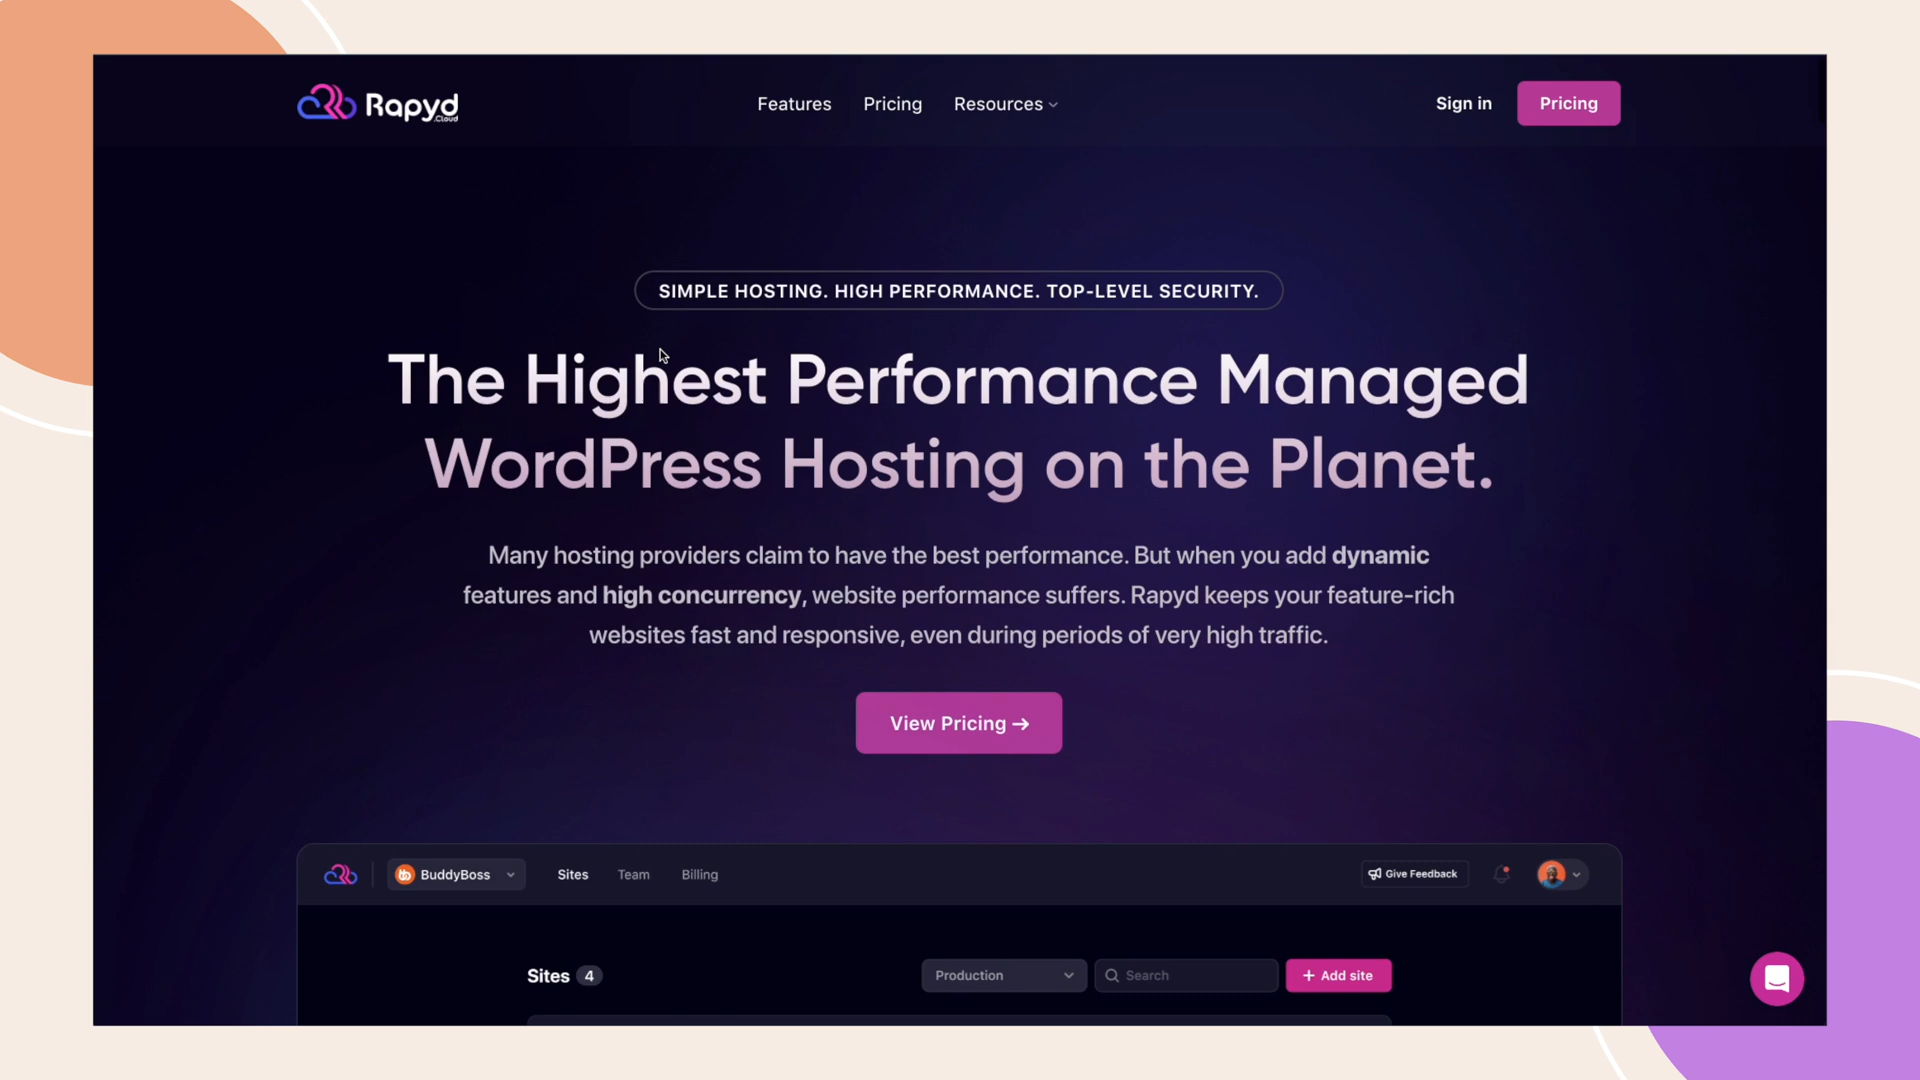 Rapyd
.Cloud
Features
Pricing
Resources
Sign in
Pricing
SIMPLE HOSTING. HIGH PERFORMANCE. TOP-LEVEL SECURITY.
The Highest Performance Managed
WordPress Hosting on the Planet.
Many hosting providers claim to have the best performance. But when you add dynamic
features and high concurrency, website performance suffers. Rapyd keeps your feature-rich
websites fast and responsive, even during periods of very high traffic.
View Pricing →
BuddyBoss
Sites
Team
Billing
Give Feedback
Sites 4
Production
Search
+ Add site